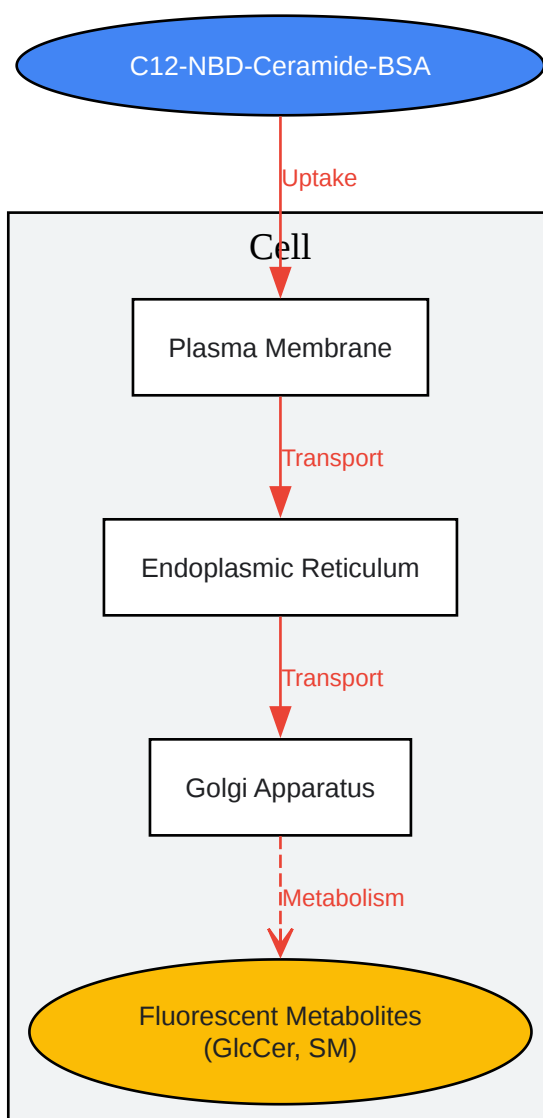 C12-NBD-Ceramide-BSA
Uptake
Cell
Plasma Membrane
Transport
Endoplasmic Reticulum
Transport
Golgi Apparatus
Metabolism
Fluorescent Metabolites
(GlcCer, SM)